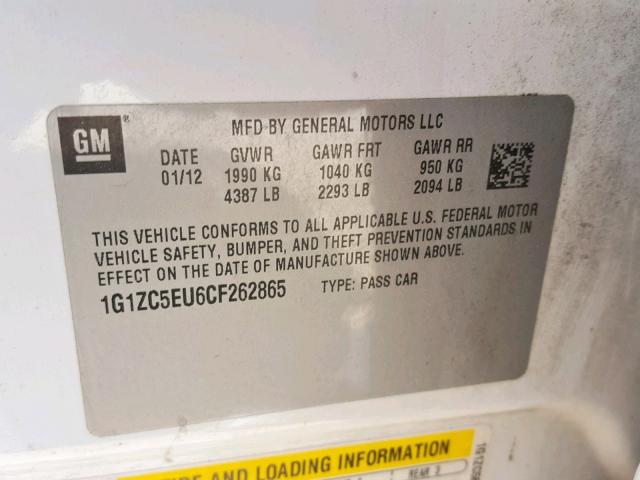 GM®
MFD BY GENERAL MOTORS LLC
DATE GVWR GAWR FRT GAWR RR
01/12 1990 KG 1040 KG 950 KG
4387 LB 2293 LB 2094 LB
THIS VEHICLE CONFORMS TO ALL APPLICABLE U.S. FEDERAL MOTOR
VEHICLE SAFETY, BUMPER, AND THEFT PREVENTION STANDARDS IN
EFFECT ON THE DATE OF MANUFACTURE SHOWN ABOVE.
1G1ZC5EU6CF262865 TYPE: PASS CAR
AND LOADING INFORMATION
REAR